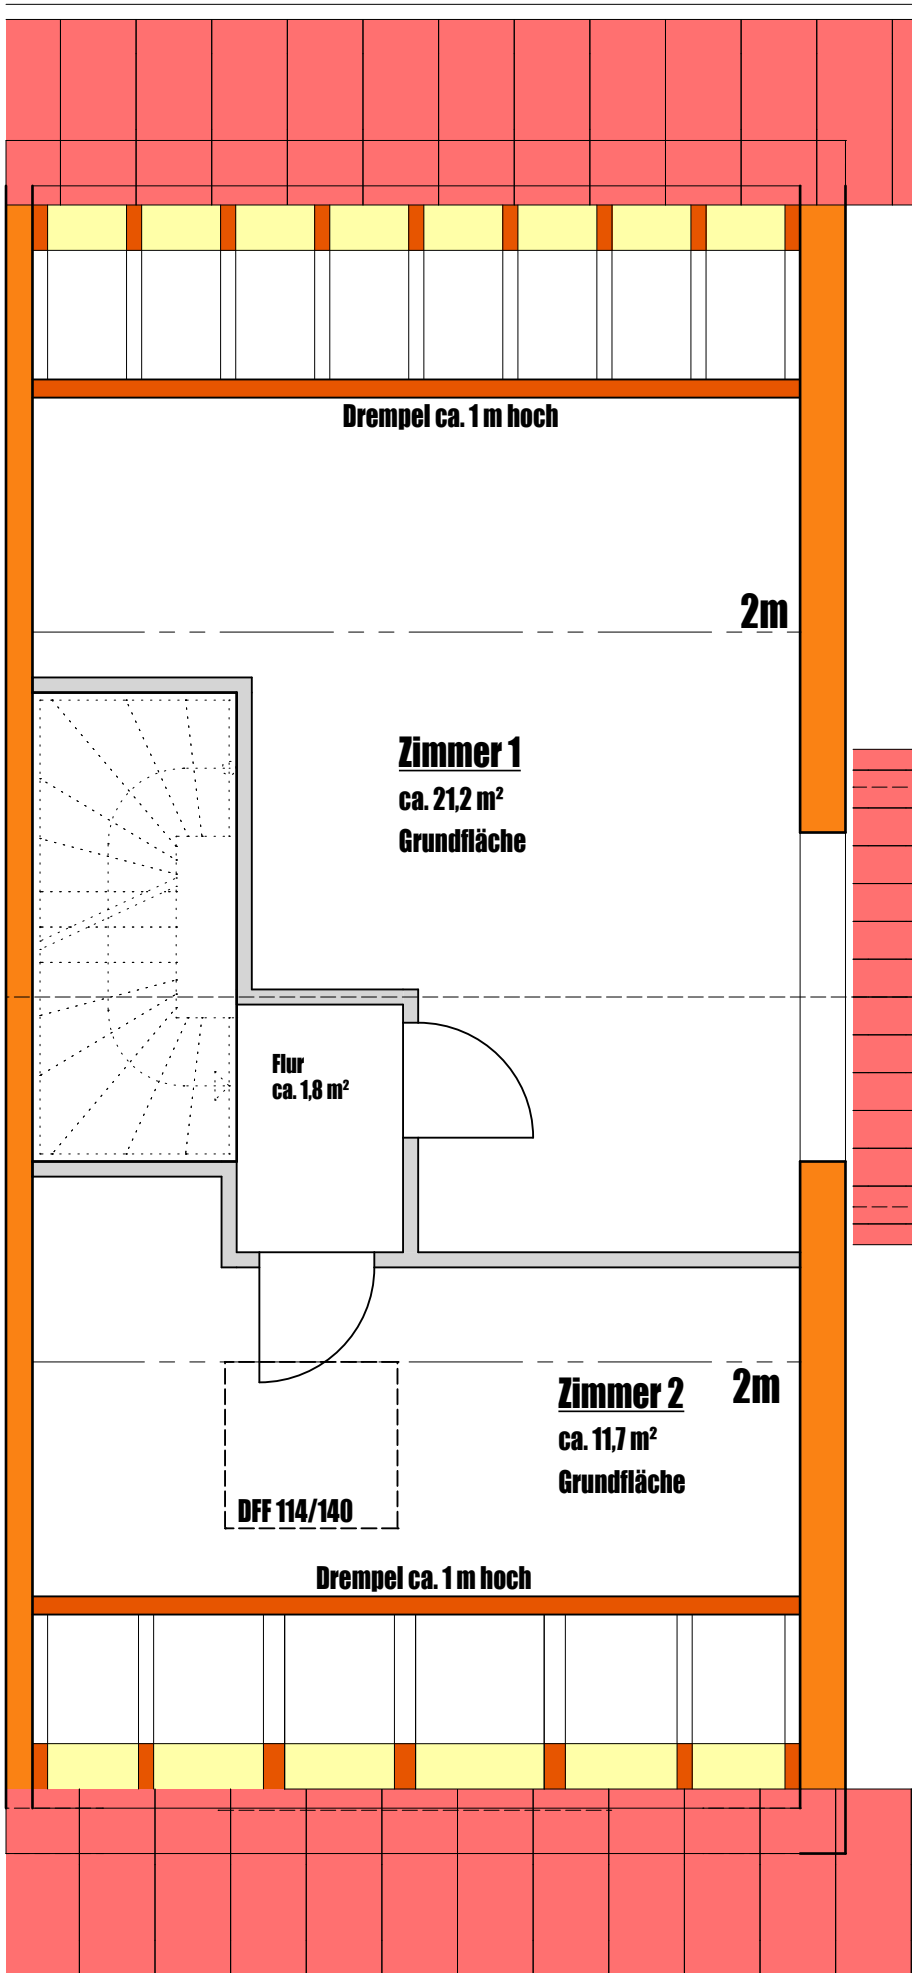 Drempel ca. 1 m hoch
2m
Zimmer 1
ca. 21,2 m²
Grundfläche
Flur
ca. 1,8 m²
Zimmer 2
2m
ca. 11,7 m²
Grundfläche
DFF 114/140
Drempel ca. 1 m hoch